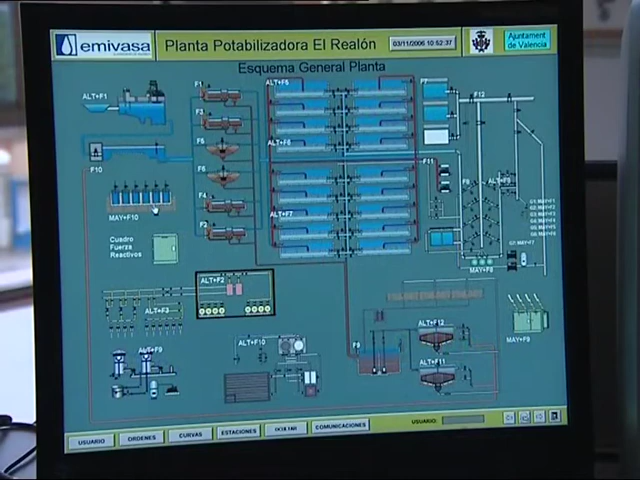 emivasa
Planta Potabilizadora El Realón
03/11/2006 10:52:37
Ajuntament
de Valencia
Esquema General Planta
ALT+F1
F10
MAY+F10
Cuadro
Fuerza
Reactivos
F1
F3
F5
F6
F4
F2
ALT+F5
ALT+F6
ALT+F7
F7
F12
F11
F8
MAY+F8
ALT+F2
ALT+F3
ALT+F9
ALT+F10
F9
ALT+F12
ALT+F11
MAY+F9
USUARIO
ORDENES
CURVAS
ESTACIONES
COMUNICACIONES
USUARIO: